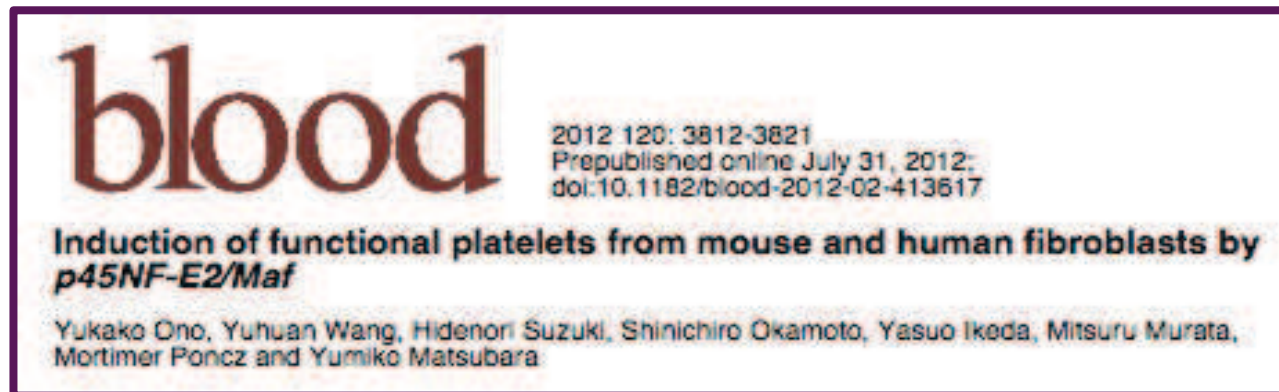 blood
2012 120: 3812-3821
Prepublished online July 31, 2012;
doi:10.1182/blood-2012-02-413617
Induction of functional platelets from mouse and human fibroblasts by
p45NF-E2/Maf
Yukako Ono, Yuhuan Wang, Hidenori Suzuki, Shinichiro Okamoto, Yasuo Ikeda, Mitsuru Murata,
Mortimer Poncz and Yumiko Matsubara